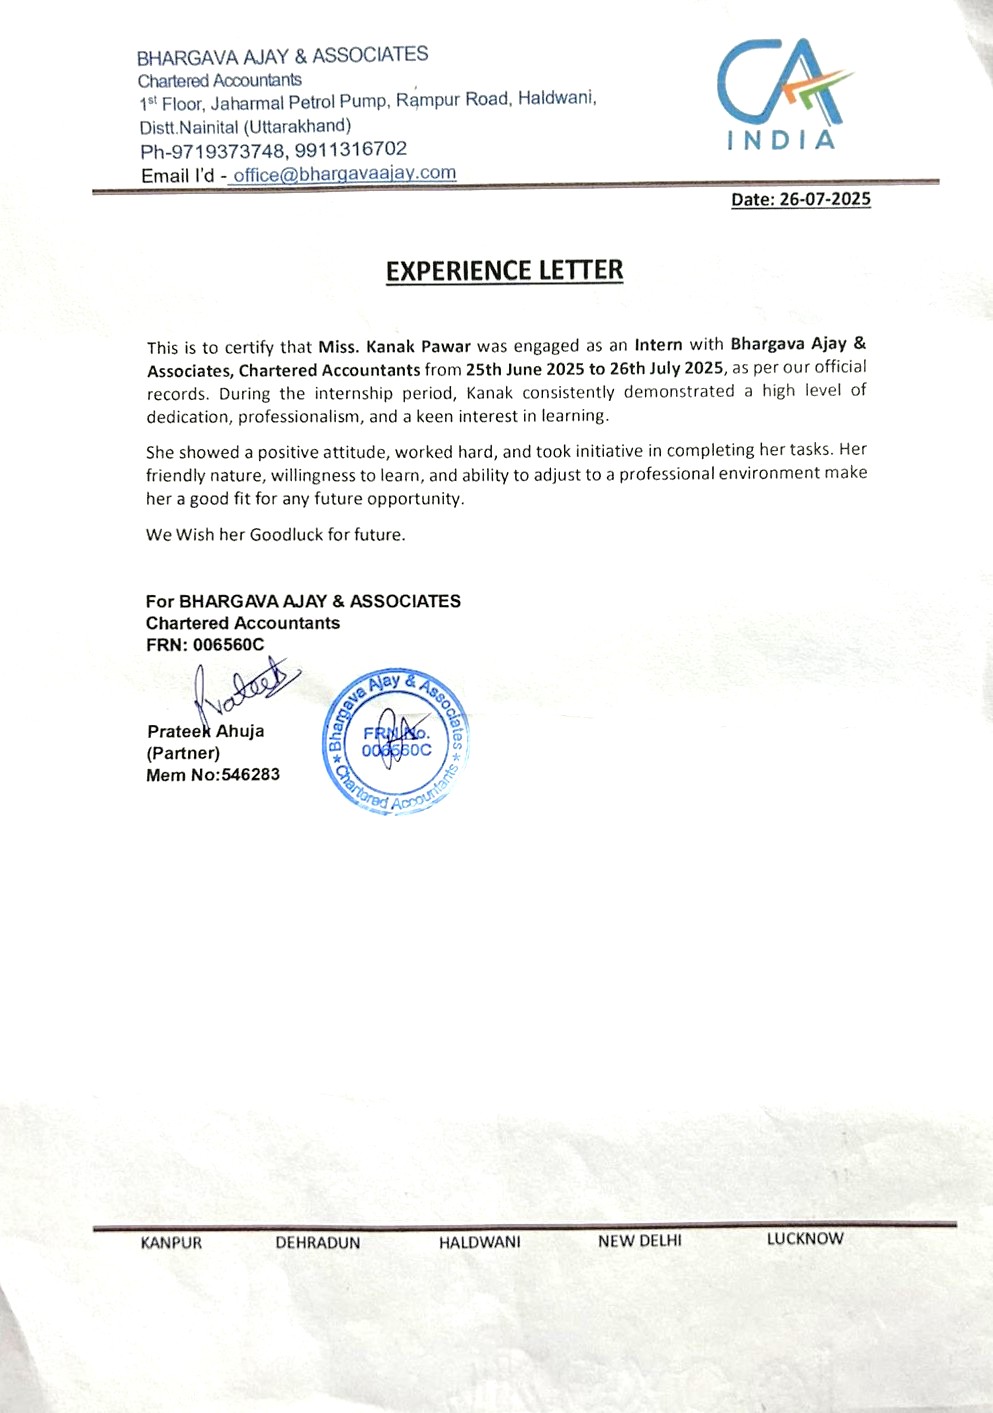 BHARGAVA AJAY & ASSOCIATES
Chartered Accountants
1st Floor, Jaharmal Petrol Pump, Rampur Road, Haldwani,
Distt.Nainital (Uttarakhand)
Ph-9719373748, 9911316702
Email I'd - office@bhargavaajay.com
CA
INDIA
Date: 26-07-2025
EXPERIENCE LETTER
This is to certify that Miss. Kanak Pawar was engaged as an Intern with Bhargava Ajay &
Associates, Chartered Accountants from 25th June 2025 to 26th July 2025, as per our official
records. During the internship period, Kanak consistently demonstrated a high level of
dedication, professionalism, and a keen interest in learning.
She showed a positive attitude, worked hard, and took initiative in completing her tasks. Her
friendly nature, willingness to learn, and ability to adjust to a professional environment make
her a good fit for any future opportunity.
We Wish her Goodluck for future.
For BHARGAVA AJAY & ASSOCIATES
Chartered Accountants
FRN: 006560C
Prateek
Prateek Ahuja
(Partner)
Mem No:546283
Bhargava Ajay & Associates
FRN No.
006560C
* Chartered Accountants *
KANPUR DEHRADUN HALDWANI NEW DELHI LUCKNOW